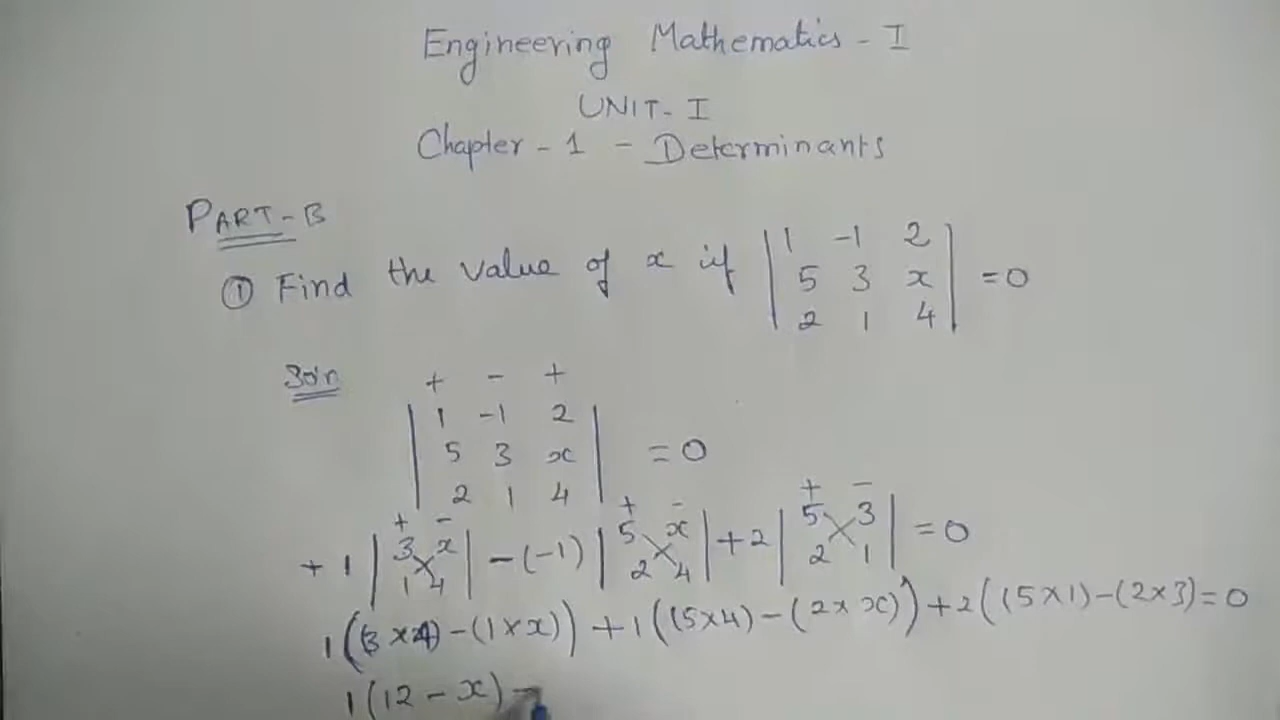 Engineering Mathematics - I
UNIT - I
Chapter - 1 - Determinants
PART - B
① Find the value of x if | 1 -1 2 |
| 5 3 x | = 0
| 2 1 4 |
Soln
+ - +
| 1 -1 2 |
| 5 3 x | = 0
| 2 1 4 |
+ - + - + -
+ 1 | 3 x | - (-1) | 5 x | + 2 | 5 3 | = 0
| 1 4 | | 2 4 | | 2 1 |
1 ((3 × 4) - (1 × x)) + 1 ((5 × 4) - (2 × x)) + 2 ((5 × 1) - (2 × 3) = 0
1 (12 - x)